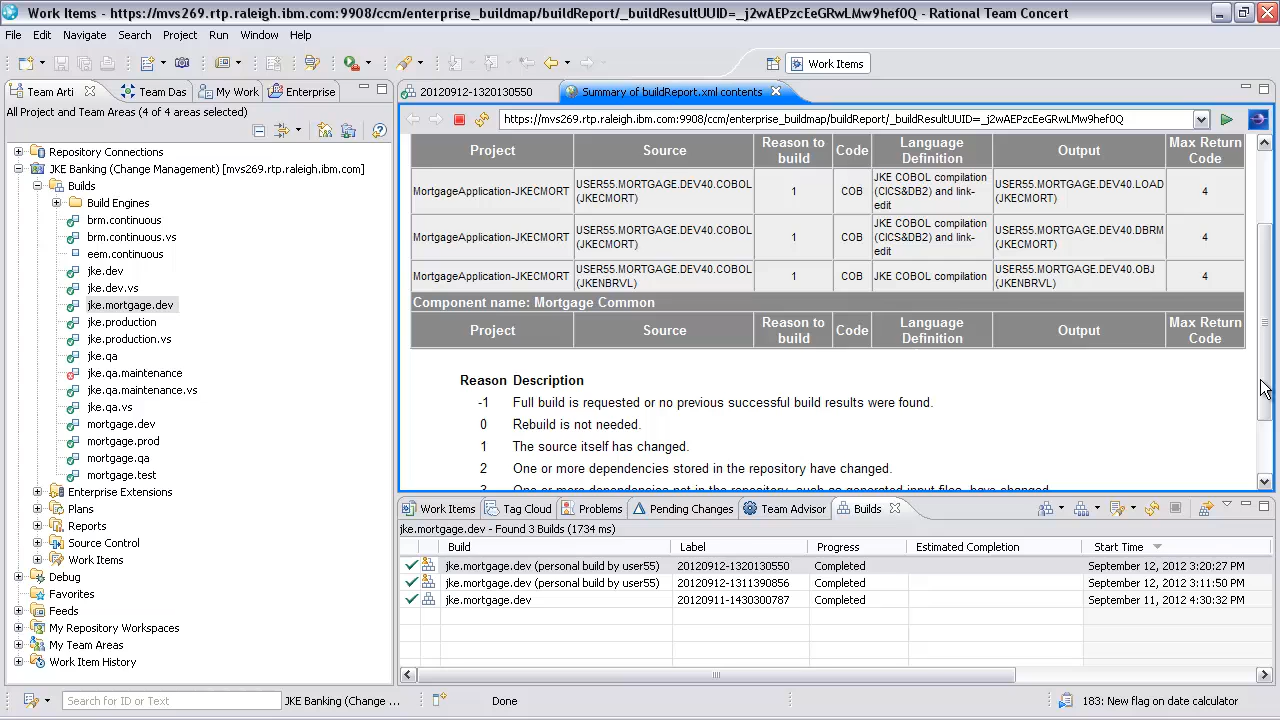 Work Items - https://mvs269.rtp.raleigh.ibm.com:9908/ccm/enterprise_buildmap/buildReport/_buildResultUUID=_j2wAEPzcEeGRwLMw9hef0Q - Rational Team Concert
File Edit Navigate Search Project Run Window Help
Work Items
Team Arti Team Das My Work Enterprise
All Project and Team Areas (4 of 4 areas selected)
Repository Connections
JKE Banking (Change Management) [mvs269.rtp.raleigh.ibm.com]
Builds
Build Engines
brm.continuous
brm.continuous.vs
eem.continuous
jke.dev
jke.dev.vs
jke.mortgage.dev
jke.production
jke.production.vs
jke.qa
jke.qa.maintenance
jke.qa.maintenance.vs
jke.qa.vs
mortgage.dev
mortgage.prod
mortgage.qa
mortgage.test
Enterprise Extensions
Plans
Reports
Source Control
Work Items
Debug
Favorites
Feeds
My Repository Workspaces
My Team Areas
Work Item History
20120912-1320130550 Summary of buildReport.xml contents
https://mvs269.rtp.raleigh.ibm.com:9908/ccm/enterprise_buildmap/buildReport/_buildResultUUID=_j2wAEPzcEeGRwLMw9hef0Q
Project Source Reason to build Code Language Definition Output Max Return Code
MortgageApplication-JKECMORT USER55.MORTGAGE.DEV40.COBOL (JKECMORT) 1 COB JKE COBOL compilation (CICS&DB2) and link-edit USER55.MORTGAGE.DEV40.LOAD (JKECMORT) 4
MortgageApplication-JKECMORT USER55.MORTGAGE.DEV40.COBOL (JKECMORT) 1 COB JKE COBOL compilation (CICS&DB2) and link-edit USER55.MORTGAGE.DEV40.DBRM (JKECMORT) 4
MortgageApplication-JKECMORT USER55.MORTGAGE.DEV40.COBOL (JKENBRVL) 1 COB JKE COBOL compilation USER55.MORTGAGE.DEV40.OBJ (JKENBRVL) 4
Component name: Mortgage Common
Project Source Reason to build Code Language Definition Output Max Return Code
Reason Description
-1 Full build is requested or no previous successful build results were found.
0 Rebuild is not needed.
1 The source itself has changed.
2 One or more dependencies stored in the repository have changed.
3 One or more dependencies not in the repository, such as generated input files, have changed.
Work Items Tag Cloud Problems Pending Changes Team Advisor Builds
jke.mortgage.dev - Found 3 Builds (1734 ms)
Build Label Progress Estimated Completion Start Time
jke.mortgage.dev (personal build by user55) 20120912-1320130550 Completed September 12, 2012 3:20:27 PM
jke.mortgage.dev (personal build by user55) 20120912-1311390856 Completed September 12, 2012 3:11:50 PM
jke.mortgage.dev 20120911-1430300787 Completed September 11, 2012 4:30:32 PM
Search for ID or Text JKE Banking (Change ... Done 183: New flag on date calculator